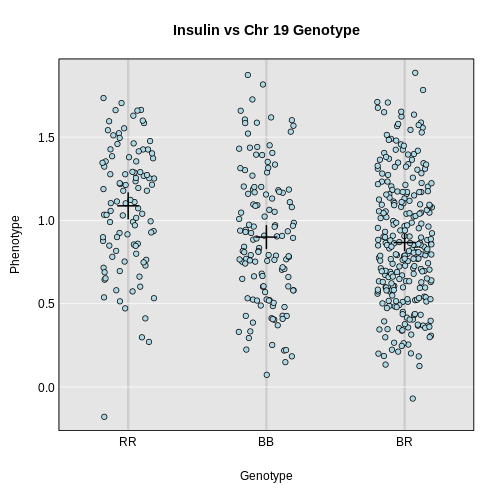 Insulin vs Chr 19 Genotype
Phenotype
1.5
1.0
0.5
0.0
RR BB BR
Genotype